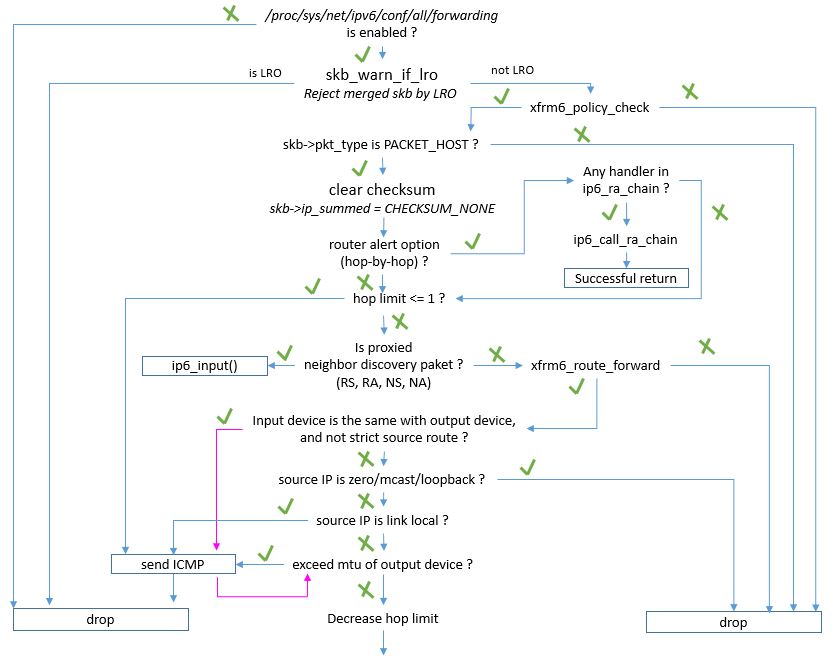 /proc/sys/net/ipv6/conf/all/forwarding
is enabled ?
is LRO
skb_warn_if_lro
not LRO
Reject merged skb by LRO
xfrm6_policy_check
skb->pkt_type is PACKET_HOST ?
clear checksum
skb->ip_summed = CHECKSUM_NONE
Any handler in
ip6_ra_chain ?
router alert option
(hop-by-hop) ?
ip6_call_ra_chain
Successful return
hop limit <= 1 ?
Is proxied
neighbor discovery paket ?
(RS, RA, NS, NA)
ip6_input()
xfrm6_route_forward
Input device is the same with output device,
and not strict source route ?
source IP is zero/mcast/loopback ?
source IP is link local ?
send ICMP
exceed mtu of output device ?
drop
Decrease hop limit
drop